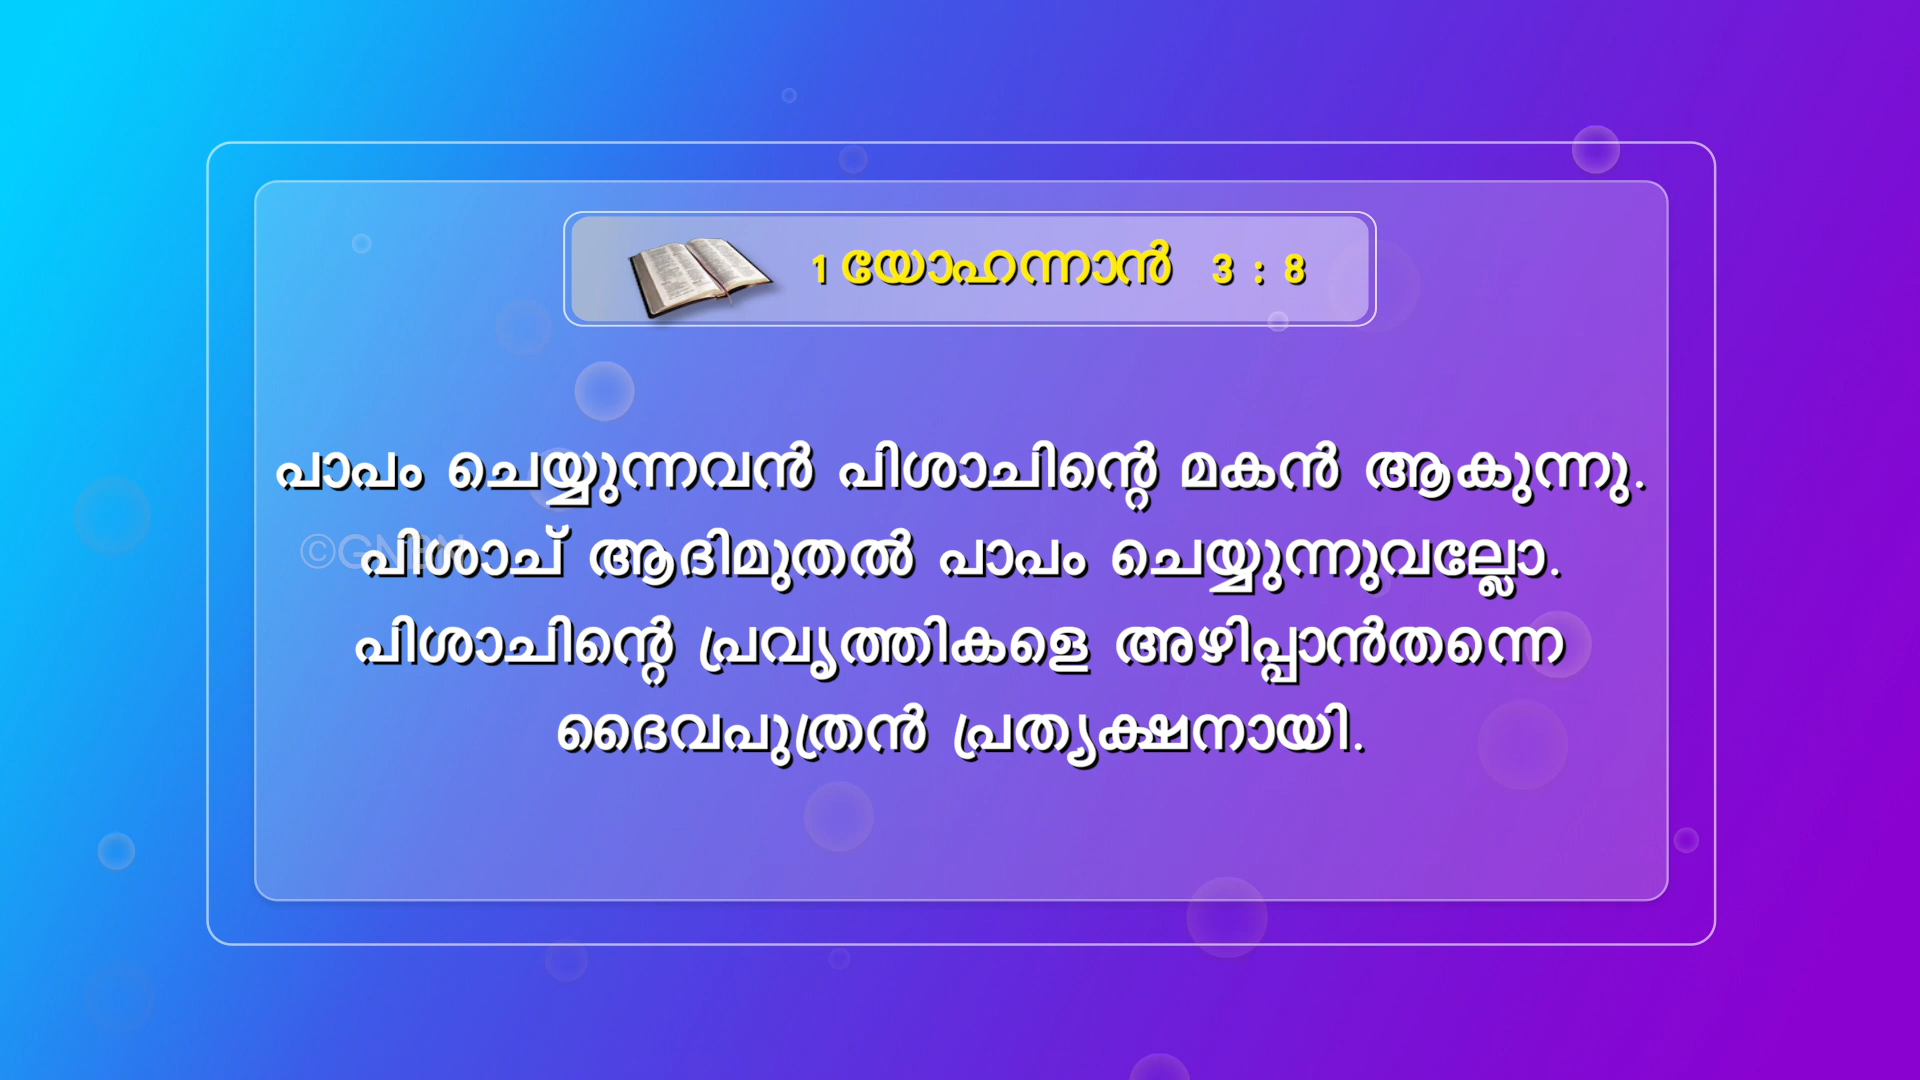 1 യോഹന്നാൻ 3 : 8
പാപം ചെയ്യുന്നവൻ പിശാചിന്റെ മകൻ ആകുന്നു.
പിശാച് ആദിമുതൽ പാപം ചെയ്യുന്നുവല്ലോ.
പിശാചിന്റെ പ്രവൃത്തികളെ അഴിപ്പാൻതന്നെ
ദൈവപുത്രൻ പ്രത്യക്ഷനായി.